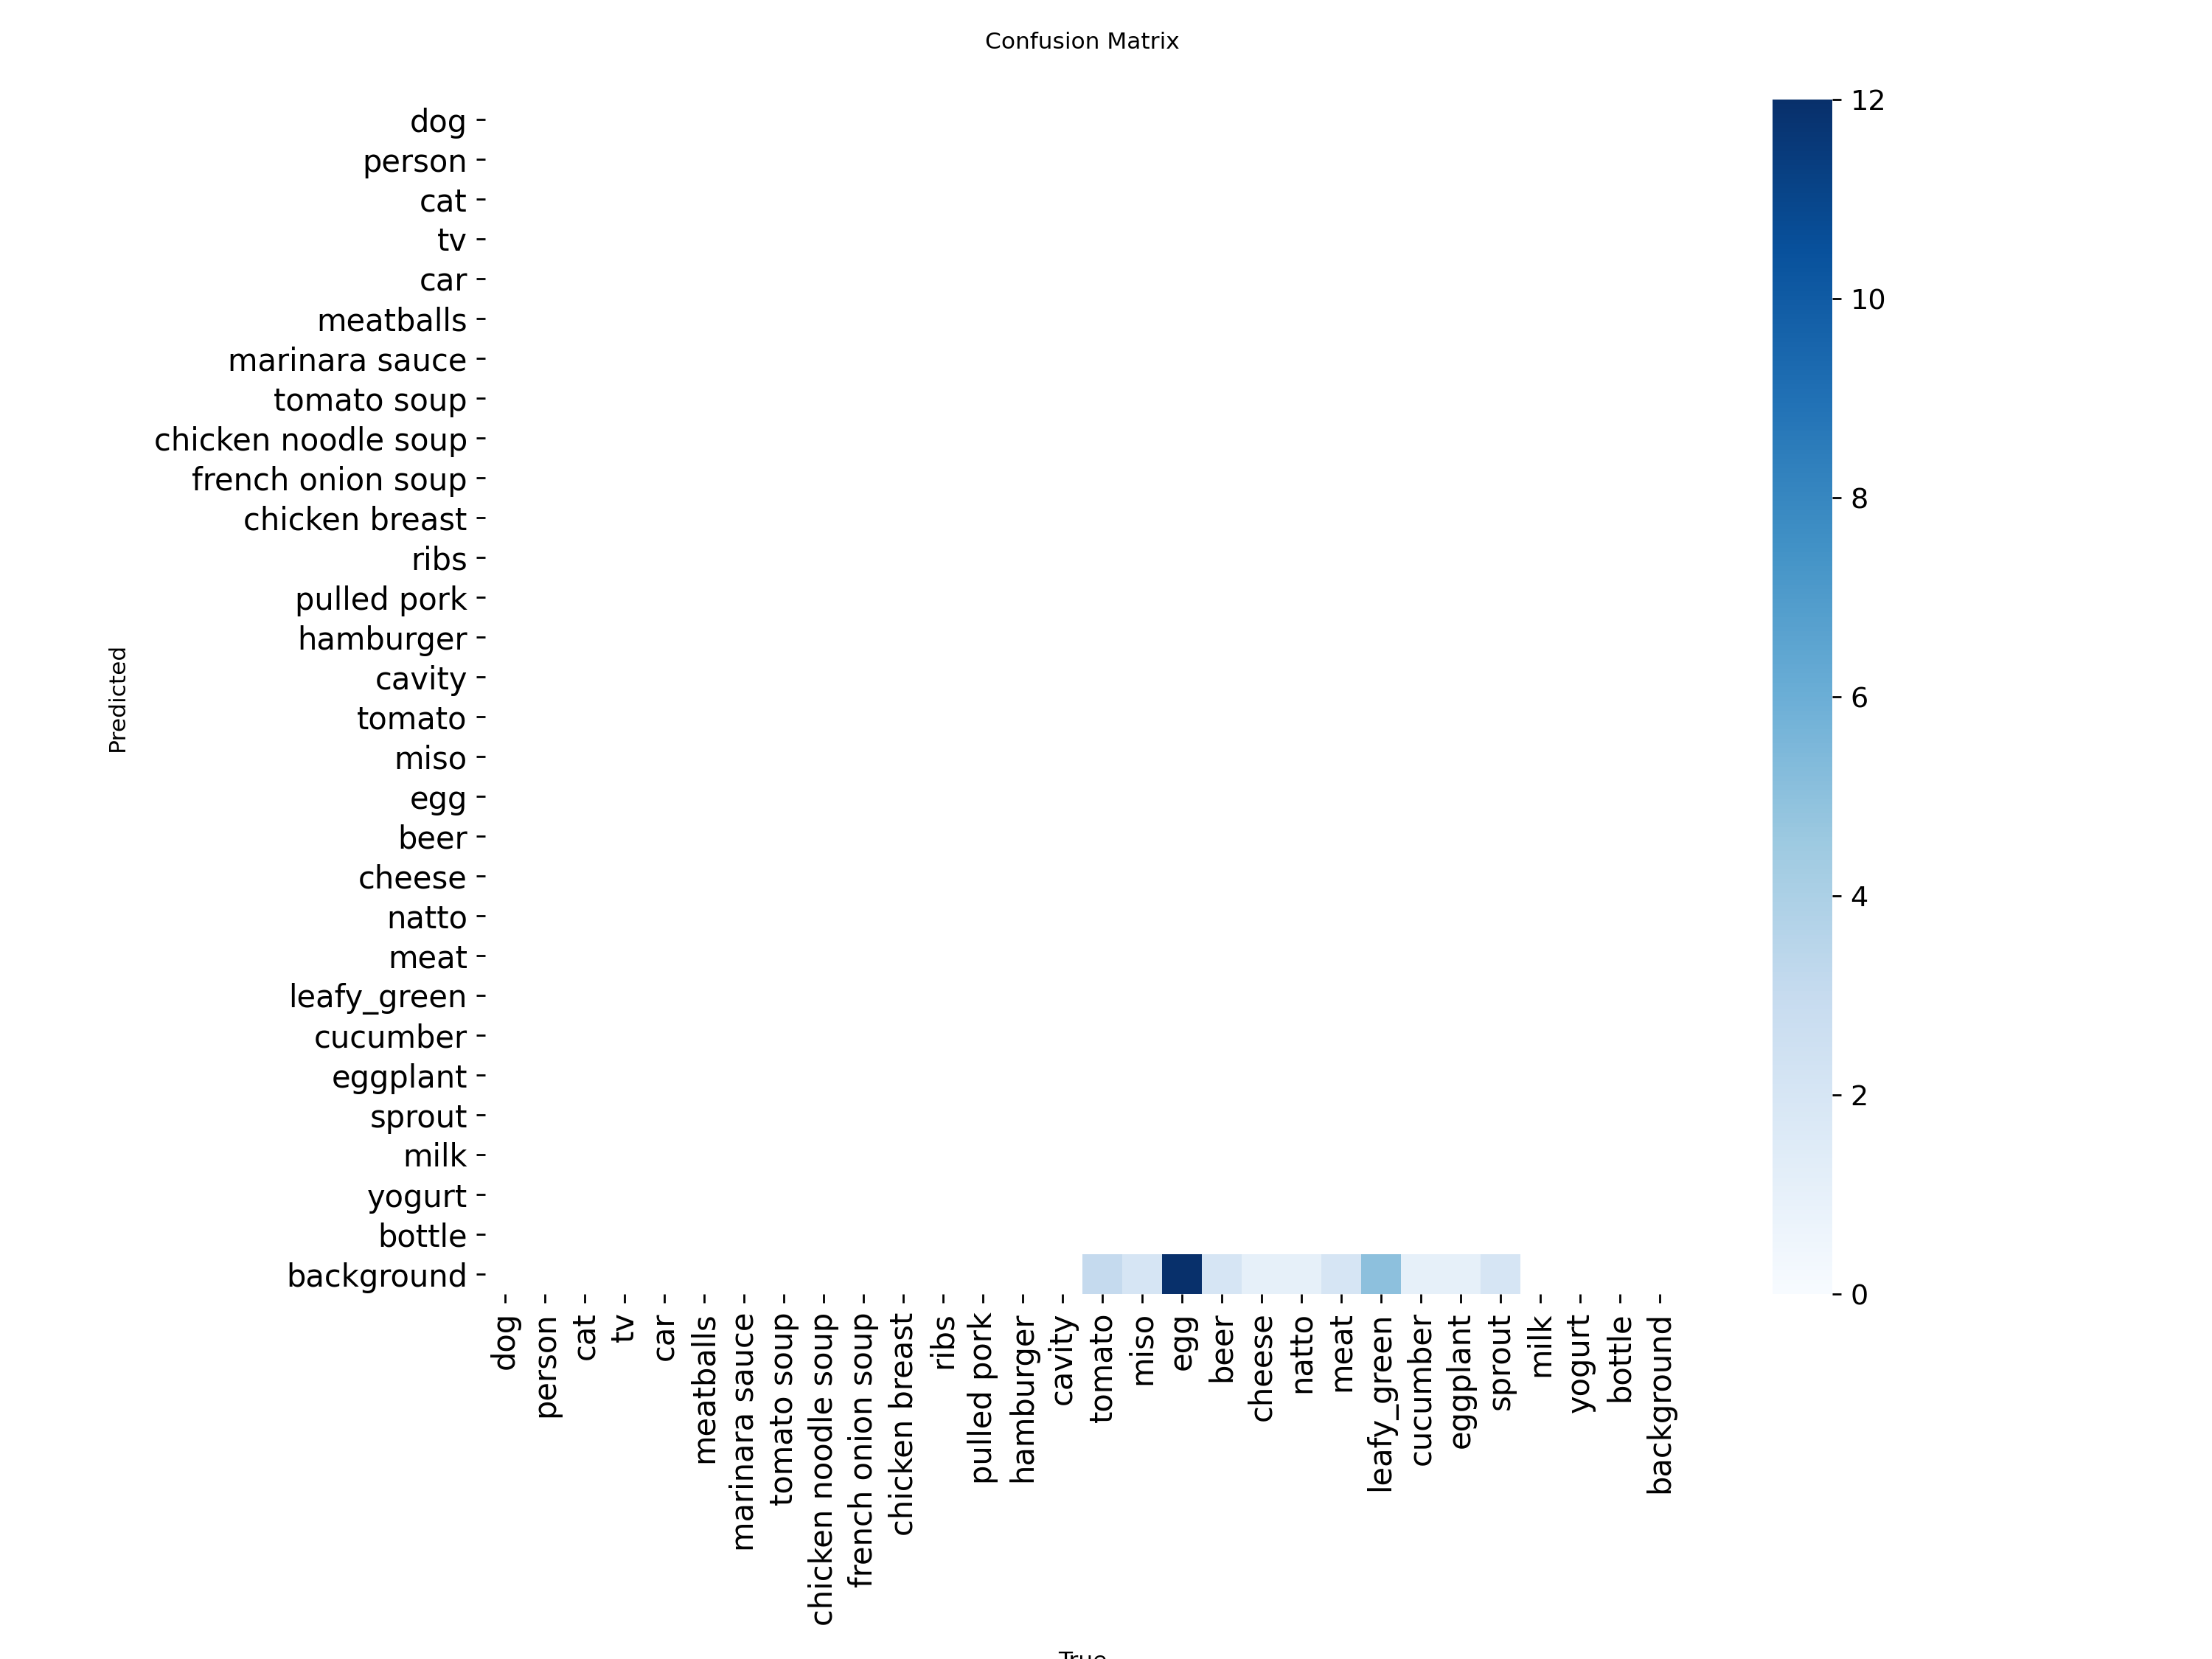 Confusion Matrix
dog
person
cat
tv
car
meatballs
marinara sauce
tomato soup
chicken noodle soup
french onion soup
chicken breast
ribs
pulled pork
hamburger
cavity
tomato
miso
egg
beer
cheese
natto
meat
leafy_green
cucumber
eggplant
sprout
milk
yogurt
bottle
background
Predicted
dog
person
cat
tv
car
meatballs
marinara sauce
tomato soup
chicken noodle soup
french onion soup
chicken breast
ribs
pulled pork
hamburger
cavity
tomato
miso
egg
beer
cheese
natto
meat
leafy_green
cucumber
eggplant
sprout
milk
yogurt
bottle
background
True
12
10
8
6
4
2
0